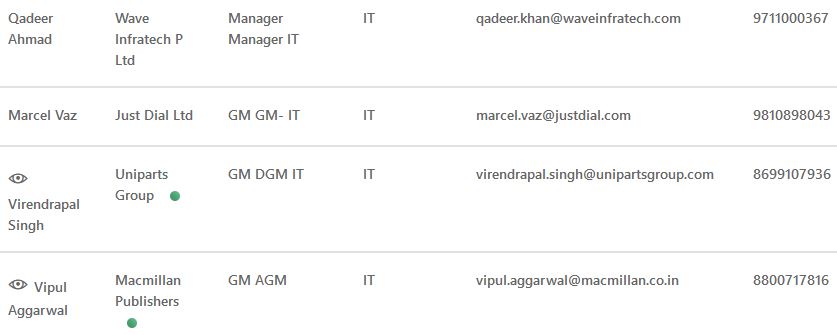 Qadeer Ahmad Wave Infratech P Ltd Manager Manager IT IT qadeer.khan@waveinfratech.com 9711000367
Marcel Vaz Just Dial Ltd GM GM- IT IT marcel.vaz@justdial.com 9810898043
Virendrapal Singh Uniparts Group GM DGM IT IT virendrapal.singh@unipartsgroup.com 8699107936
Vipul Aggarwal Macmillan Publishers GM AGM IT vipul.aggarwal@macmillan.co.in 8800717816